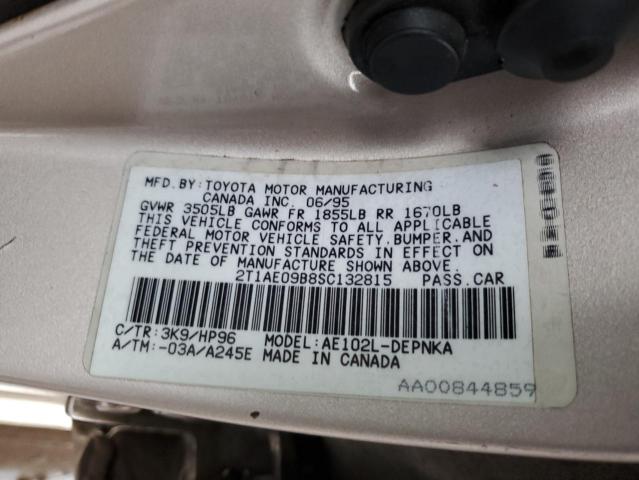 MFD.BY:TOYOTA MOTOR MANUFACTURING
CANADA INC. 06/95
GVWR 3505LB GAWR FR 1855LB RR 1670LB
THIS VEHICLE CONFORMS TO ALL APPLICABLE
FEDERAL MOTOR VEHICLE SAFETY,BUMPER,AND
THEFT PREVENTION STANDARDS IN EFFECT ON
THE DATE OF MANUFACTURE SHOWN ABOVE.
2T1AE09B8SC132815 PASS.CAR
C/TR:3K9/HP96 MODEL:AE102L-DEPNKA
A/TM:-03A/A245E MADE IN CANADA
AA00844859